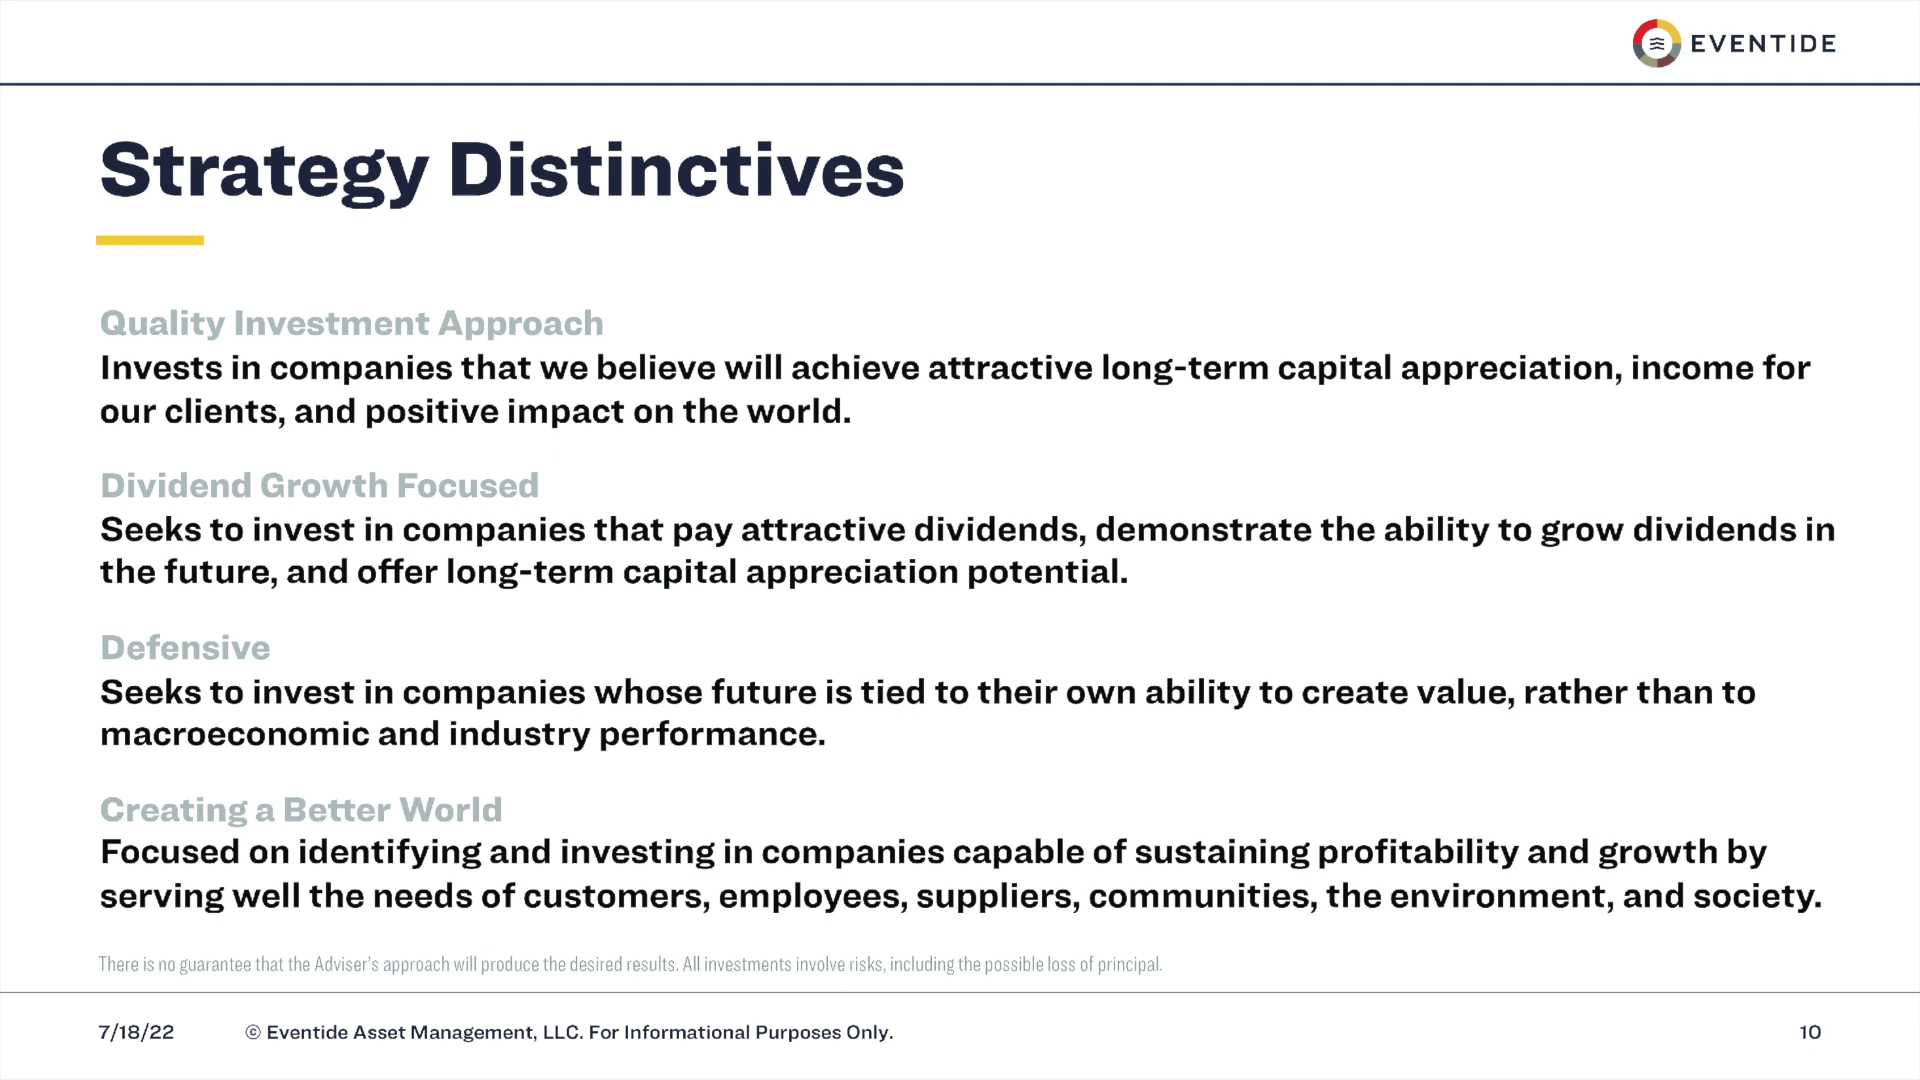 EVENTIDE
Strategy Distinctives
Quality Investment Approach
Invests in companies that we believe will achieve attractive long-term capital appreciation, income for
our clients, and positive impact on the world.
Dividend Growth Focused
Seeks to invest in companies that pay attractive dividends, demonstrate the ability to grow dividends in
the future, and offer long-term capital appreciation potential.
Defensive
Seeks to invest in companies whose future is tied to their own ability to create value, rather than to
macroeconomic and industry performance.
Creating a Better World
Focused on identifying and investing in companies capable of sustaining profitability and growth by
serving well the needs of customers, employees, suppliers, communities, the environment, and society.
There is no guarantee that the Adviser's approach will produce the desired results. All investments involve risks, including the possible loss of principal.
7/18/22 © Eventide Asset Management, LLC. For Informational Purposes Only. 10